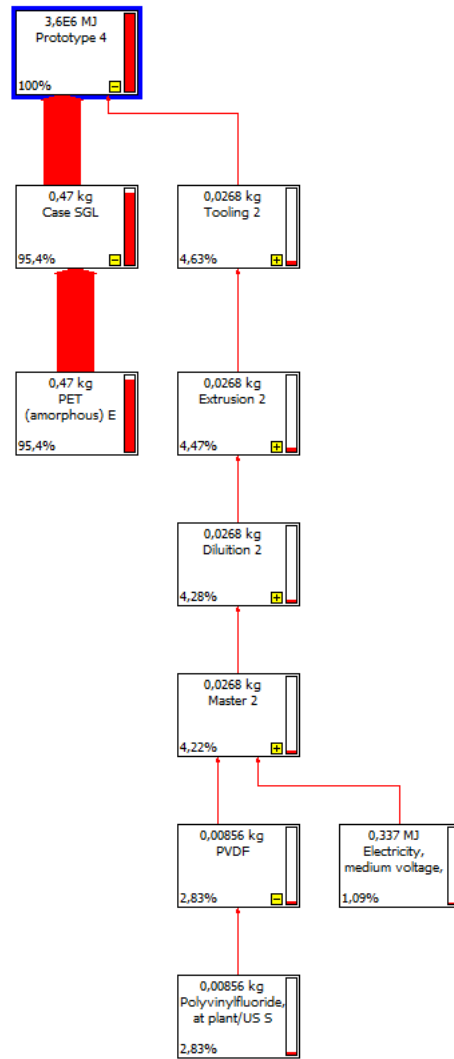 3,6E6 MJ
Prototype 4
100%
0,47 kg
Case SGL
95,4%
0,0268 kg
Tooling 2
4,63%
0,47 kg
PET
(amorphous) E
95,4%
0,0268 kg
Extrusion 2
4,47%
0,0268 kg
Diluition 2
4,28%
0,0268 kg
Master 2
4,22%
0,00856 kg
PVDF
2,83%
0,337 MJ
Electricity,
medium voltage,
1,09%
0,00856 kg
Polyvinylfluoride,
at plant/US S
2,83%